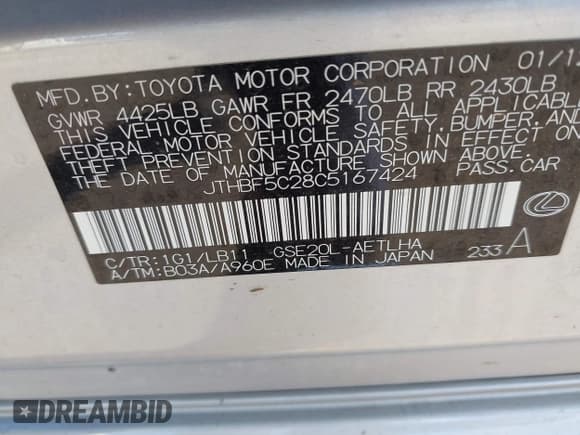 MFD. BY: TOYOTA MOTOR CORPORATION 01/12
GVWR 4425LB GAWR FR 2470LB RR 2430LB
THIS VEHICLE CONFORMS TO ALL APPLICABLE
FEDERAL MOTOR VEHICLE SAFETY, BUMPER, AND
THEFT PREVENTION STANDARDS IN EFFECT ON
THE DATE OF MANUFACTURE SHOWN ABOVE.
JTHBF5C28C5167424 PASS. CAR
C/TR: 1G1/LB11 GSE20L-AETLHA
A/TM: B03A/A960E MADE IN JAPAN 233 A
DREAMBID